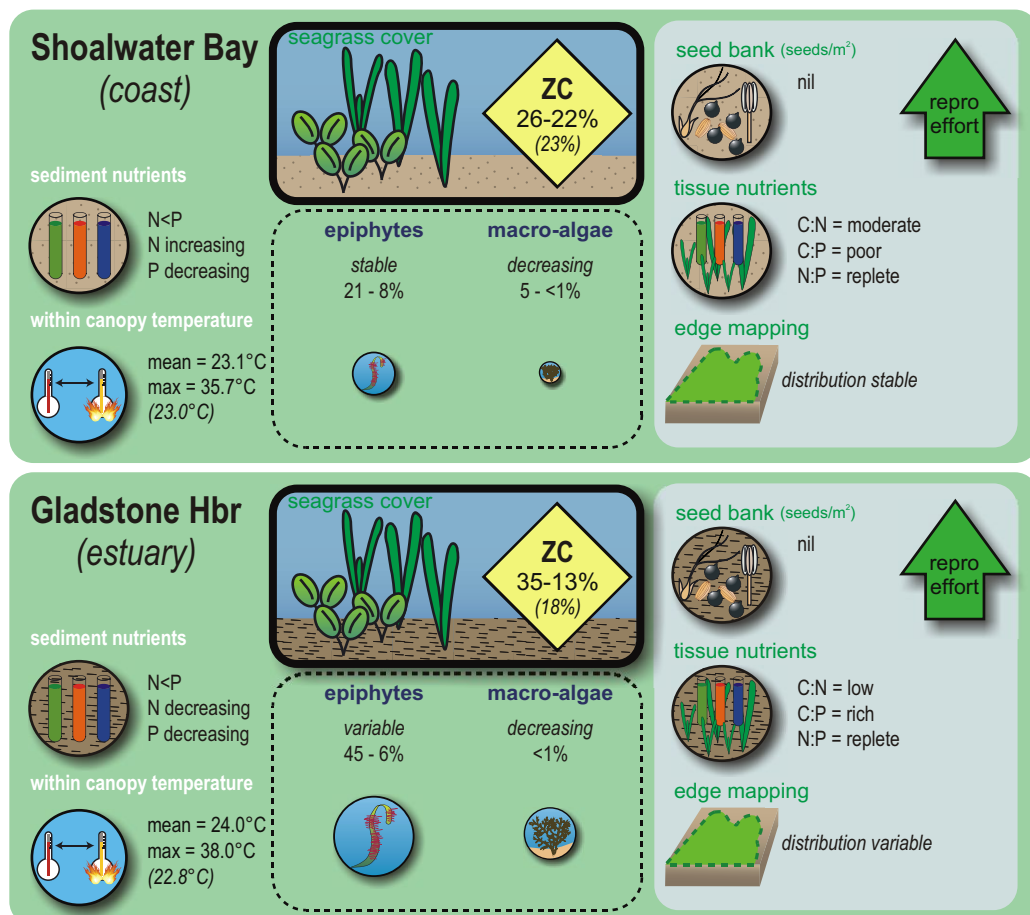 Shoalwater Bay
(coast)
sediment nutrients
N<P
N increasing
P decreasing
within canopy temperature
mean = 23.1°C
max = 35.7°C
(23.0°C)
seagrass cover
ZC
26-22%
(23%)
epiphytes
stable
21 - 8%
macro-algae
decreasing
5 - <1%
seed bank (seeds/m²)
nil
repro
effort
tissue nutrients
C:N = moderate
C:P = poor
N:P = replete
edge mapping
distribution stable
Gladstone Hbr
(estuary)
sediment nutrients
N<P
N decreasing
P decreasing
within canopy temperature
mean = 24.0°C
max = 38.0°C
(22.8°C)
seagrass cover
ZC
35-13%
(18%)
epiphytes
variable
45 - 6%
macro-algae
decreasing
<1%
seed bank (seeds/m²)
nil
repro
effort
tissue nutrients
C:N = low
C:P = rich
N:P = replete
edge mapping
distribution variable